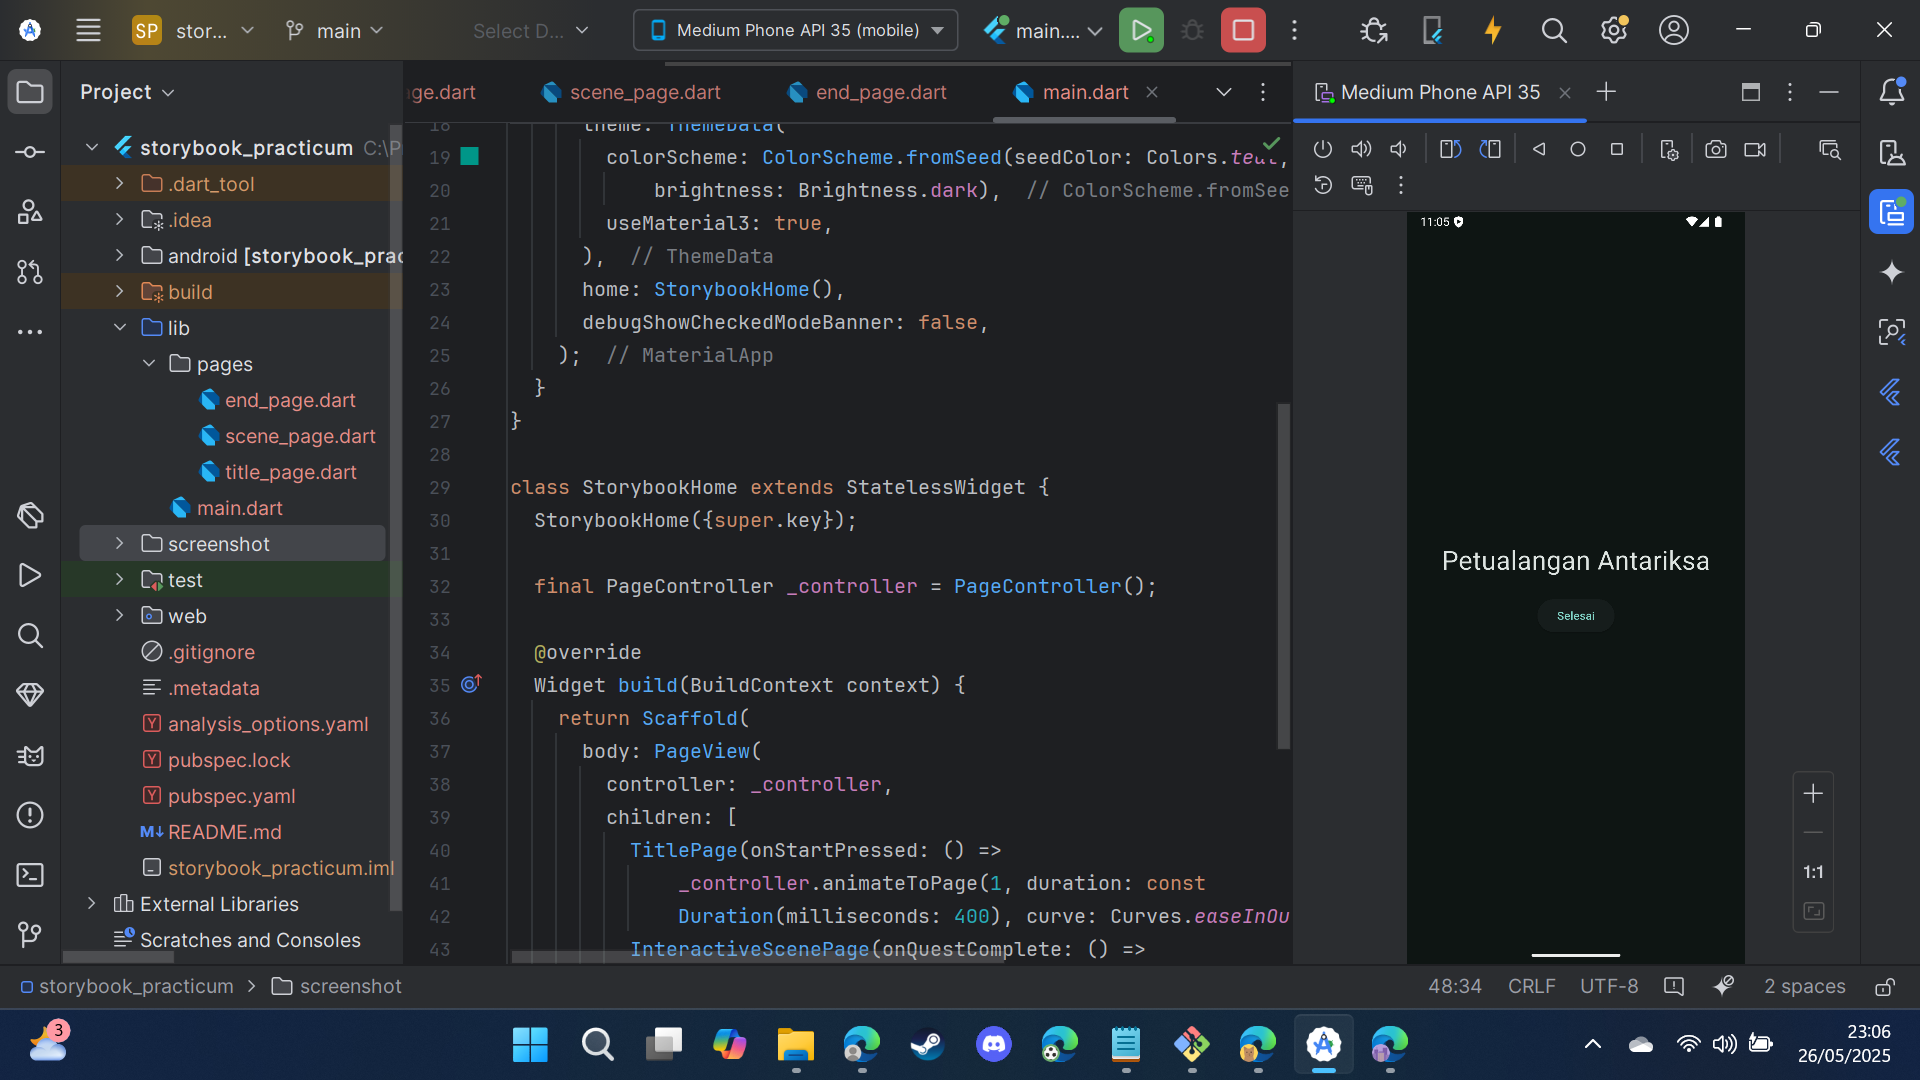 SP stor... main Select D... Medium Phone API 35 (mobile) main....
Project
storybook_practicum C:\P
.dart_tool
.idea
android [storybook_prac
build
lib
pages
end_page.dart
scene_page.dart
title_page.dart
main.dart
screenshot
test
web
.gitignore
.metadata
analysis_options.yaml
pubspec.lock
pubspec.yaml
README.md
storybook_practicum.iml
External Libraries
Scratches and Consoles
ge.dart scene_page.dart end_page.dart main.dart
18 theme: ThemeData(
19 colorScheme: ColorScheme.fromSeed(seedColor: Colors.teal,
20 brightness: Brightness.dark), // ColorScheme.fromSee
21 useMaterial3: true,
22 ), // ThemeData
23 home: StorybookHome(),
24 debugShowCheckedModeBanner: false,
25 ); // MaterialApp
26 }
27 }
28
29 class StorybookHome extends StatelessWidget {
30 StorybookHome({super.key});
31
32 final PageController _controller = PageController();
33
34 @override
35 Widget build(BuildContext context) {
36 return Scaffold(
37 body: PageView(
38 controller: _controller,
39 children: [
40 TitlePage(onStartPressed: () =>
41 _controller.animateToPage(1, duration: const
42 Duration(milliseconds: 400), curve: Curves.easeInOu
43 InteractiveScenePage(onQuestComplete: () =>
Medium Phone API 35
11:05
Petualangan Antariksa
Selesai
1:1
storybook_practicum > screenshot
48:34 CRLF UTF-8 2 spaces
3
23:06
26/05/2025